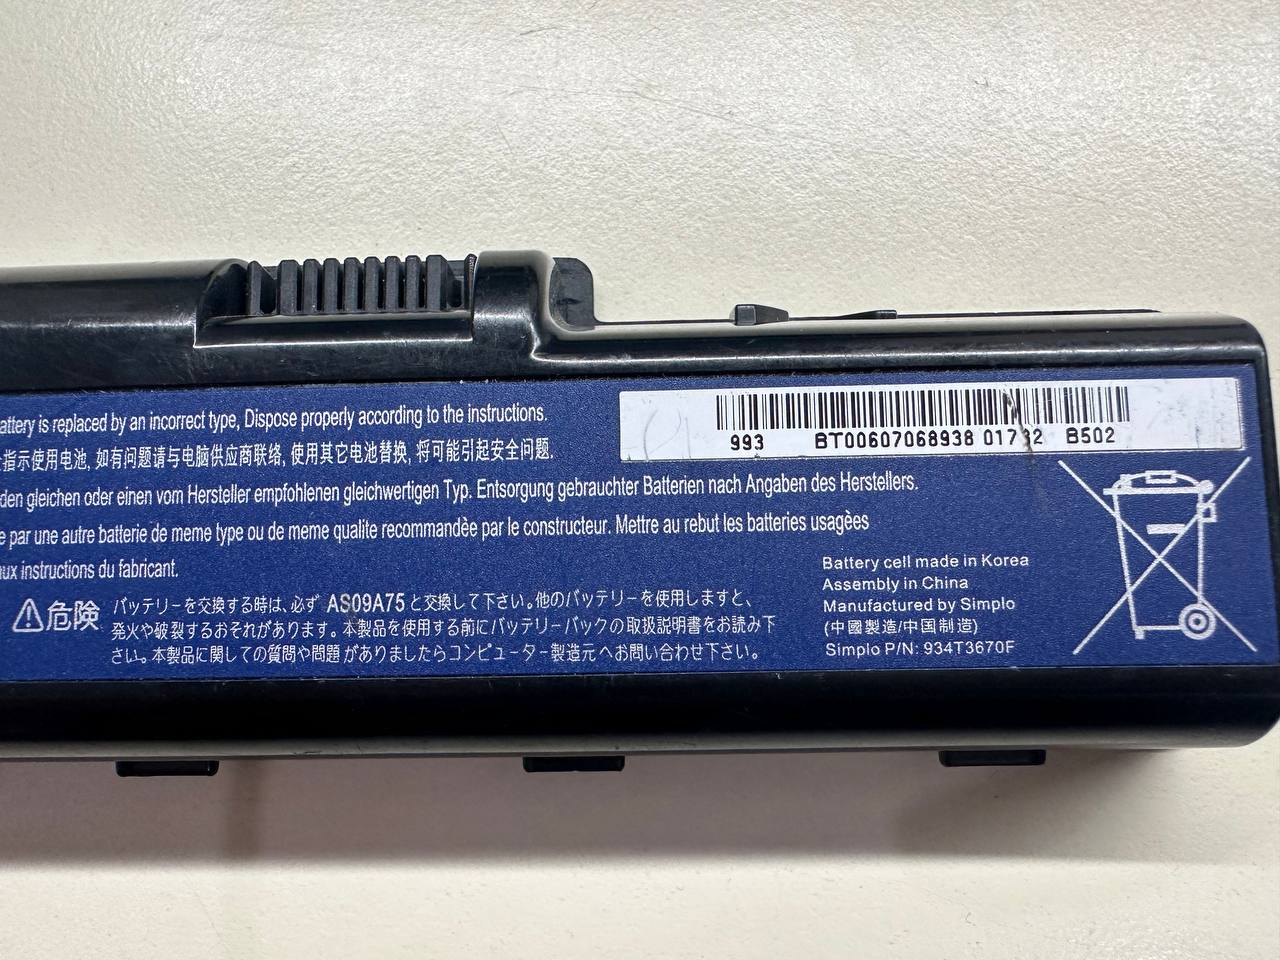 993 BT00607068938 01732 B502
attery is replaced by an incorrect type, Dispose properly according to the instructions.
指示使用电池, 如有问题请与电脑供应商联络, 使用其它电池替换, 将可能引起安全问题.
den gleichen oder einen vom Hersteller empfohlenen gleichwertigen Typ. Entsorgung gebrauchter Batterien nach Angaben des Herstellers.
e par une autre batterie de meme type ou de meme qualite recommandèe par le constructeur. Mettre au rebut les batteries usagèes
aux instructions du fabricant.
危険 バッテリーを交換する時は、必ず AS09A75 と交換して下さい。他のバッテリーを使用しますと、
発火や破裂するおそれがあります。本製品を使用する前にバッテリーパックの取扱説明書をお読み下
さい。本製品に関しての質問や問題がありましたらコンピューター製造元へお問い合わせ下さい。
Battery cell made in Korea
Assembly in China
Manufactured by Simplo
(中國製造/中国制造)
Simplo P/N: 934T3670F